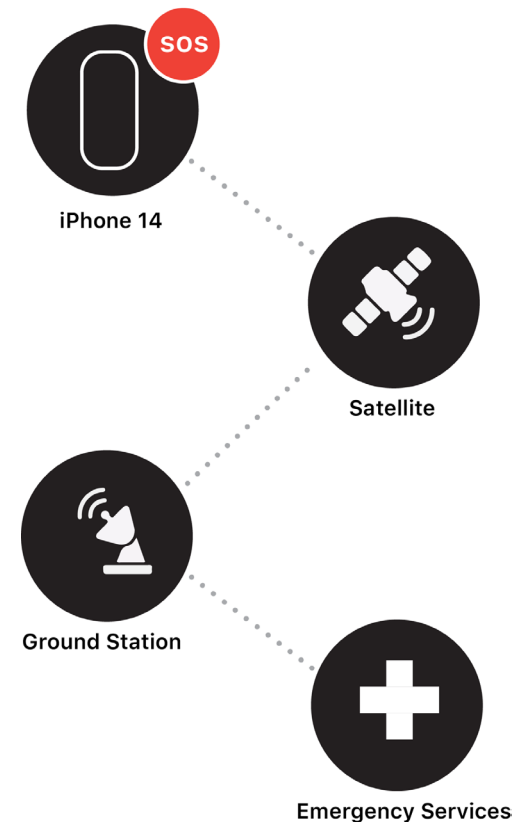 SOS
iPhone 14
Satellite
Ground Station
Emergency Services